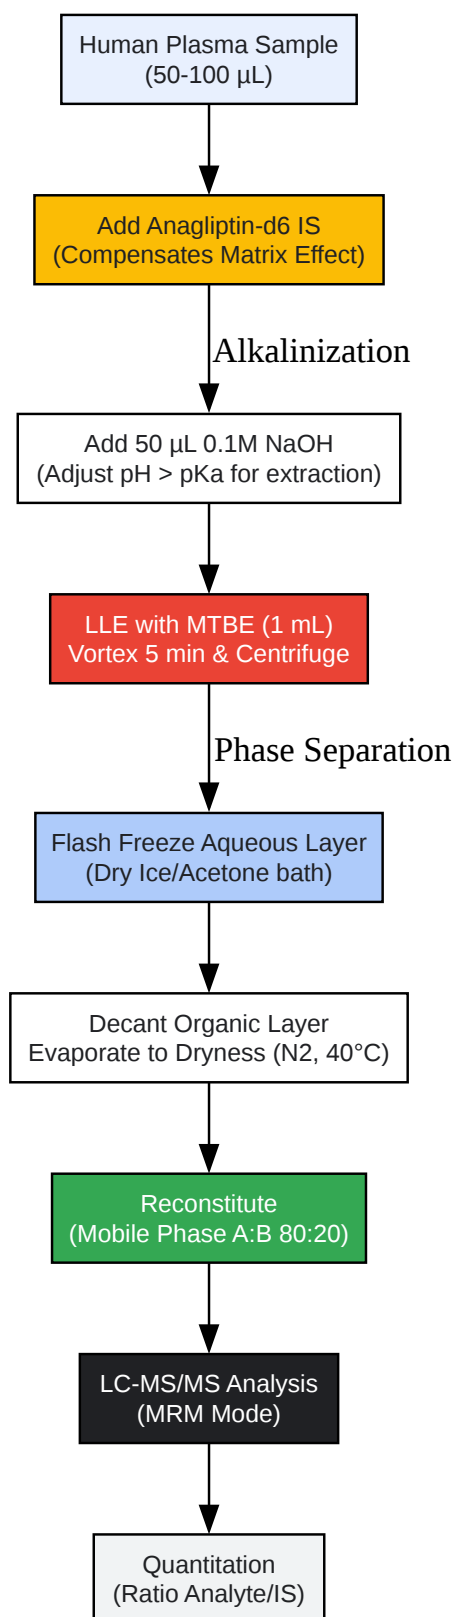 Human Plasma Sample
(50-100 µL)
Add Anagliptin-d6 IS
(Compensates Matrix Effect)
Alkalinization
Add 50 µL 0.1M NaOH
(Adjust pH > pKa for extraction)
LLE with MTBE (1 mL)
Vortex 5 min & Centrifuge
Phase Separation
Flash Freeze Aqueous Layer
(Dry Ice/Acetone bath)
Decant Organic Layer
Evaporate to Dryness (N2, 40°C)
Reconstitute
(Mobile Phase A:B 80:20)
LC-MS/MS Analysis
(MRM Mode)
Quantitation
(Ratio Analyte/IS)